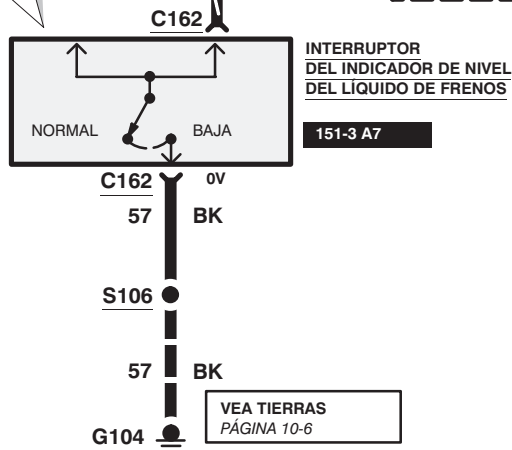 C162
INTERRUPTOR
DEL INDICADOR DE NIVEL
DEL LÍQUIDO DE FRENOS
NORMAL
BAJA
151-3 A7
C162
0V
57 BK
S106
57 BK
VEA TIERRAS
PÁGINA 10-6
G104